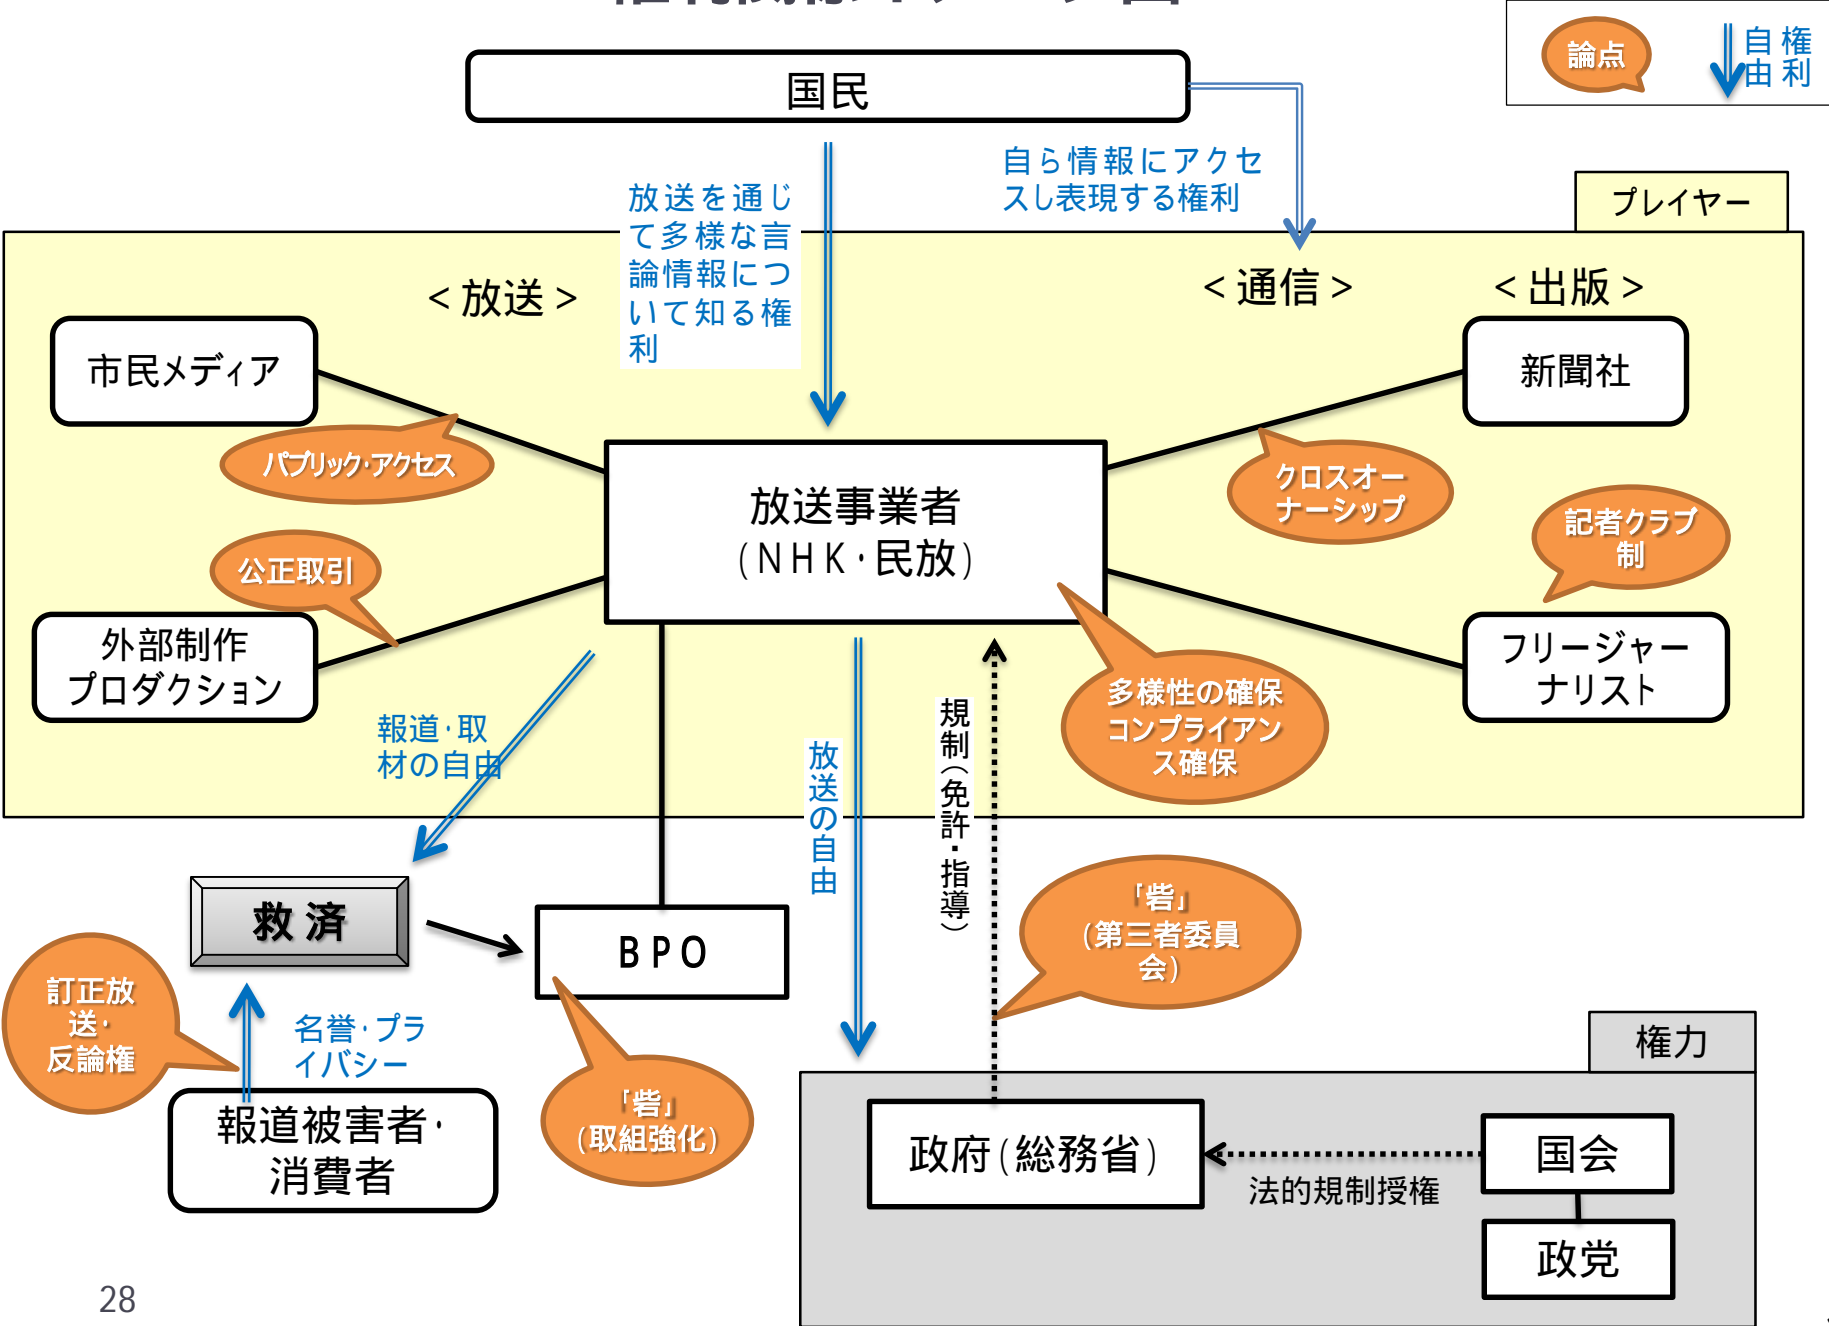 論点
自 権
由 利
国民
自ら情報にアクセ
スし表現する権利
放送を通じ
て多様な言
論情報につ
いて知る権
利
プレイヤー
<放送>
<通信>
<出版>
市民メディア
新聞社
パブリック・アクセス
クロスオー
ナーシップ
放送事業者
(NHK・民放)
記者クラブ
制
公正取引
外部制作
プロダクション
フリージャー
ナリスト
多様性の確保
コンプライアン
ス確保
報道・取
材の自由
放送の自由
規制(免許・指導)
救済
BPO
「砦」
(第三者委員
会)
訂正放
送・
反論権
名誉・プラ
イバシー
報道被害者・
消費者
「砦」
(取組強化)
権力
政府(総務省)
国会
法的規制授権
政党
28